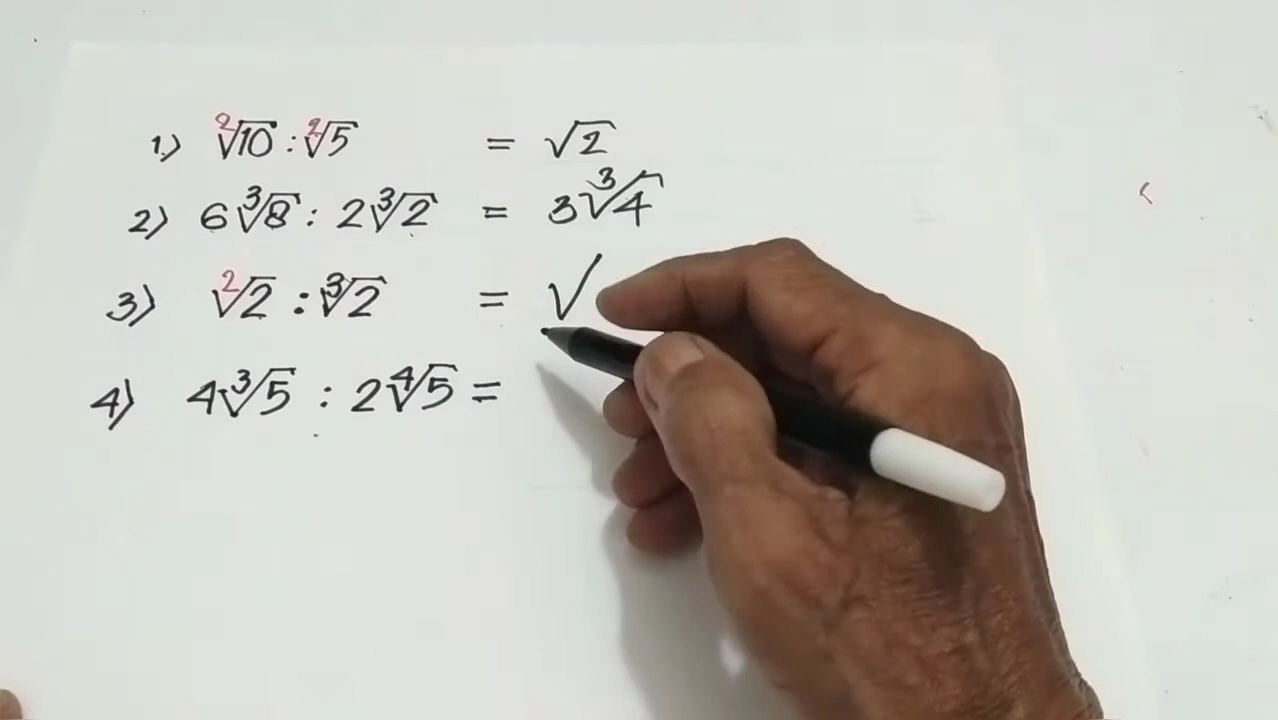 1) ²√10 : ²√5 = √2
2) 6∛8 : 2∛2 = 3∛4
3) ²√2 : ∛2 = √
4) 4∛5 : 2∜5 =